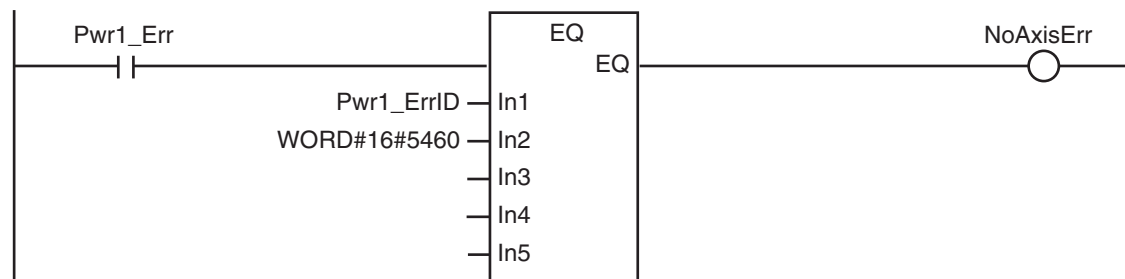 Pwr1_Err
EQ
NoAxisErr
EQ
Pwr1_ErrID
In1
WORD#16#5460
In2
In3
In4
In5